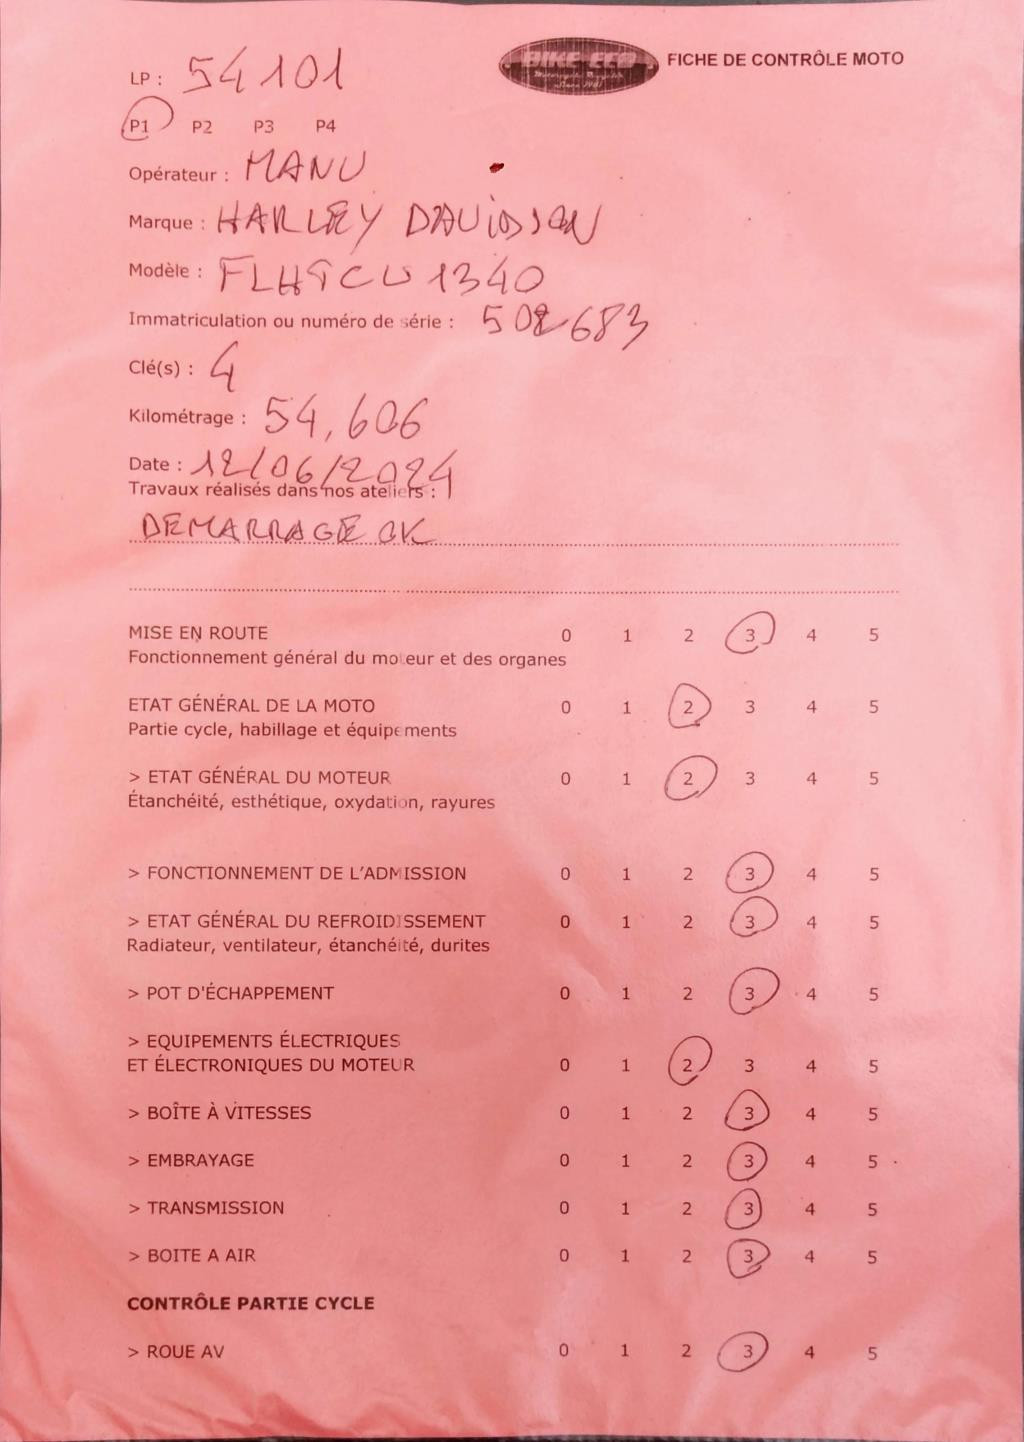 BIKE ECO
FICHE DE CONTRÔLE MOTO
LP : 54101
P1 P2 P3 P4
Opérateur : MANU
Marque : HARLEY DAVIDSON
Modèle : FLHTCU 1340
Immatriculation ou numéro de série : 502683
Clé(s) : 4
Kilométrage : 54,606
Date : 12/06/2024
Travaux réalisés dans nos ateliers :
DEMARRAGE OK
MISE EN ROUTE 0 1 2 3 4 5
Fonctionnement général du moteur et des organes
ETAT GÉNÉRAL DE LA MOTO 0 1 2 3 4 5
Partie cycle, habillage et équipements
> ETAT GÉNÉRAL DU MOTEUR 0 1 2 3 4 5
Étanchéité, esthétique, oxydation, rayures
> FONCTIONNEMENT DE L'ADMISSION 0 1 2 3 4 5
> ETAT GÉNÉRAL DU REFROIDISSEMENT 0 1 2 3 4 5
Radiateur, ventilateur, étanchéité, durites
> POT D'ÉCHAPPEMENT 0 1 2 3 4 5
> EQUIPEMENTS ÉLECTRIQUES
ET ÉLECTRONIQUES DU MOTEUR 0 1 2 3 4 5
> BOÎTE À VITESSES 0 1 2 3 4 5
> EMBRAYAGE 0 1 2 3 4 5
> TRANSMISSION 0 1 2 3 4 5
> BOITE A AIR 0 1 2 3 4 5
CONTRÔLE PARTIE CYCLE
> ROUE AV 0 1 2 3 4 5